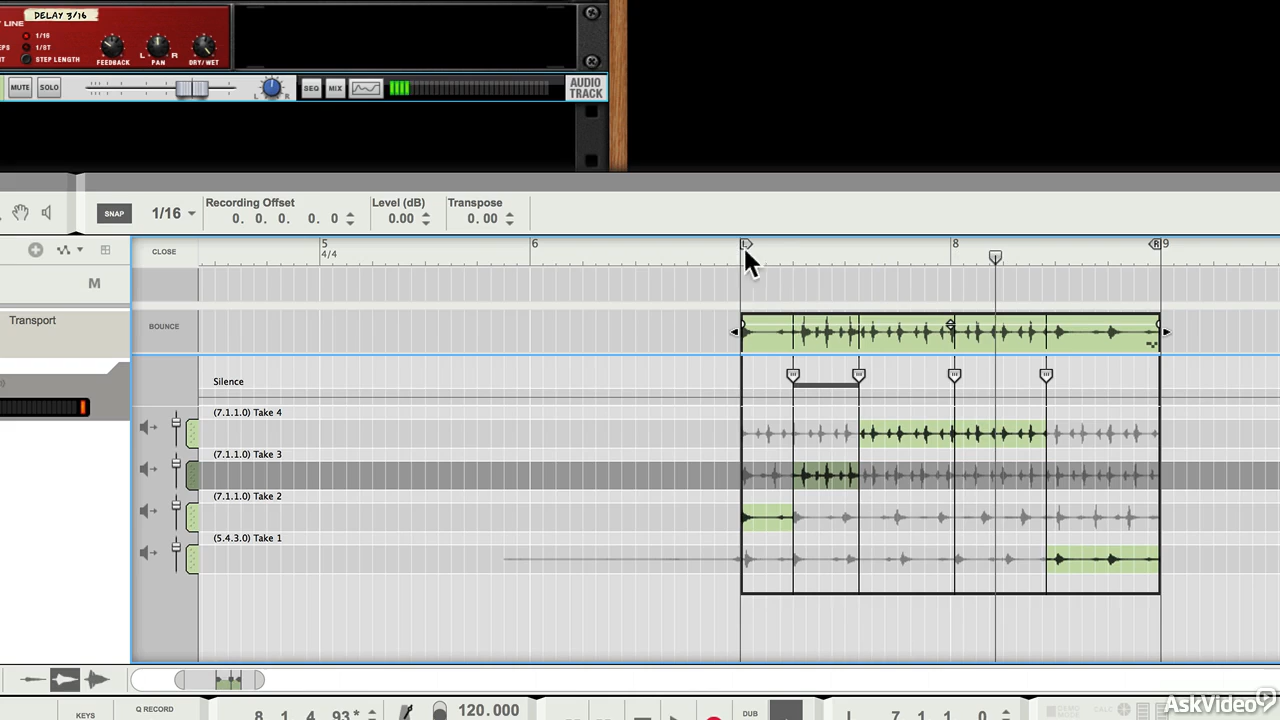 DELAY 3/16
LINE
1/16
1/8T
STEP LENGTH
FEEDBACK
L PAN R
DRY/WET
MUTE
SOLO
L R
SEQ
MIX
AUDIO TRACK
SNAP
1/16
Recording Offset
0. 0. 0. 0. 0
Level (dB)
0.00
Transpose
0.00
CLOSE
5
4/4
6
L
8
R
9
M
Transport
BOUNCE
Silence
(7.1.1.0) Take 4
(7.1.1.0) Take 3
(7.1.1.0) Take 2
(5.4.3.0) Take 1
KEYS
Q RECORD
8. 1. 4. 93*
120.000
DUB
L 7. 1. 1. 0
DEMO MODE
CALC
AskVideo